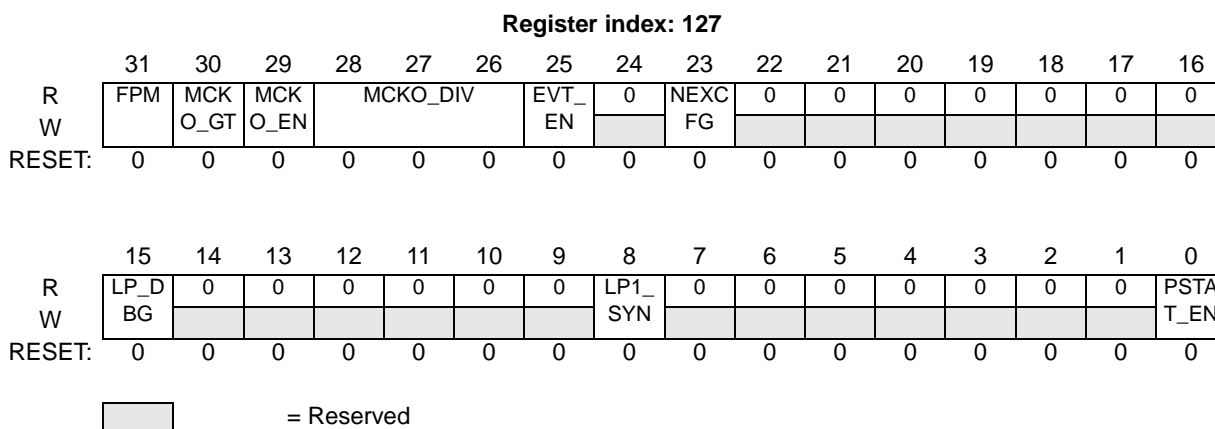 Register index: 127
31 30 29 28 27 26 25 24 23 22 21 20 19 18 17 16
R FPM MCK MCK MCKO_DIV EVT_ 0 NEXC 0 0 0 0 0 0 0
W O_GT O_EN EN FG
RESET: 0 0 0 0 0 0 0 0 0 0 0 0 0 0 0 0
15 14 13 12 11 10 9 8 7 6 5 4 3 2 1 0
R LP_D 0 0 0 0 0 0 LP1_ 0 0 0 0 0 0 0 PSTA
W BG SYN T_EN
RESET: 0 0 0 0 0 0 0 0 0 0 0 0 0 0 0 0
= Reserved